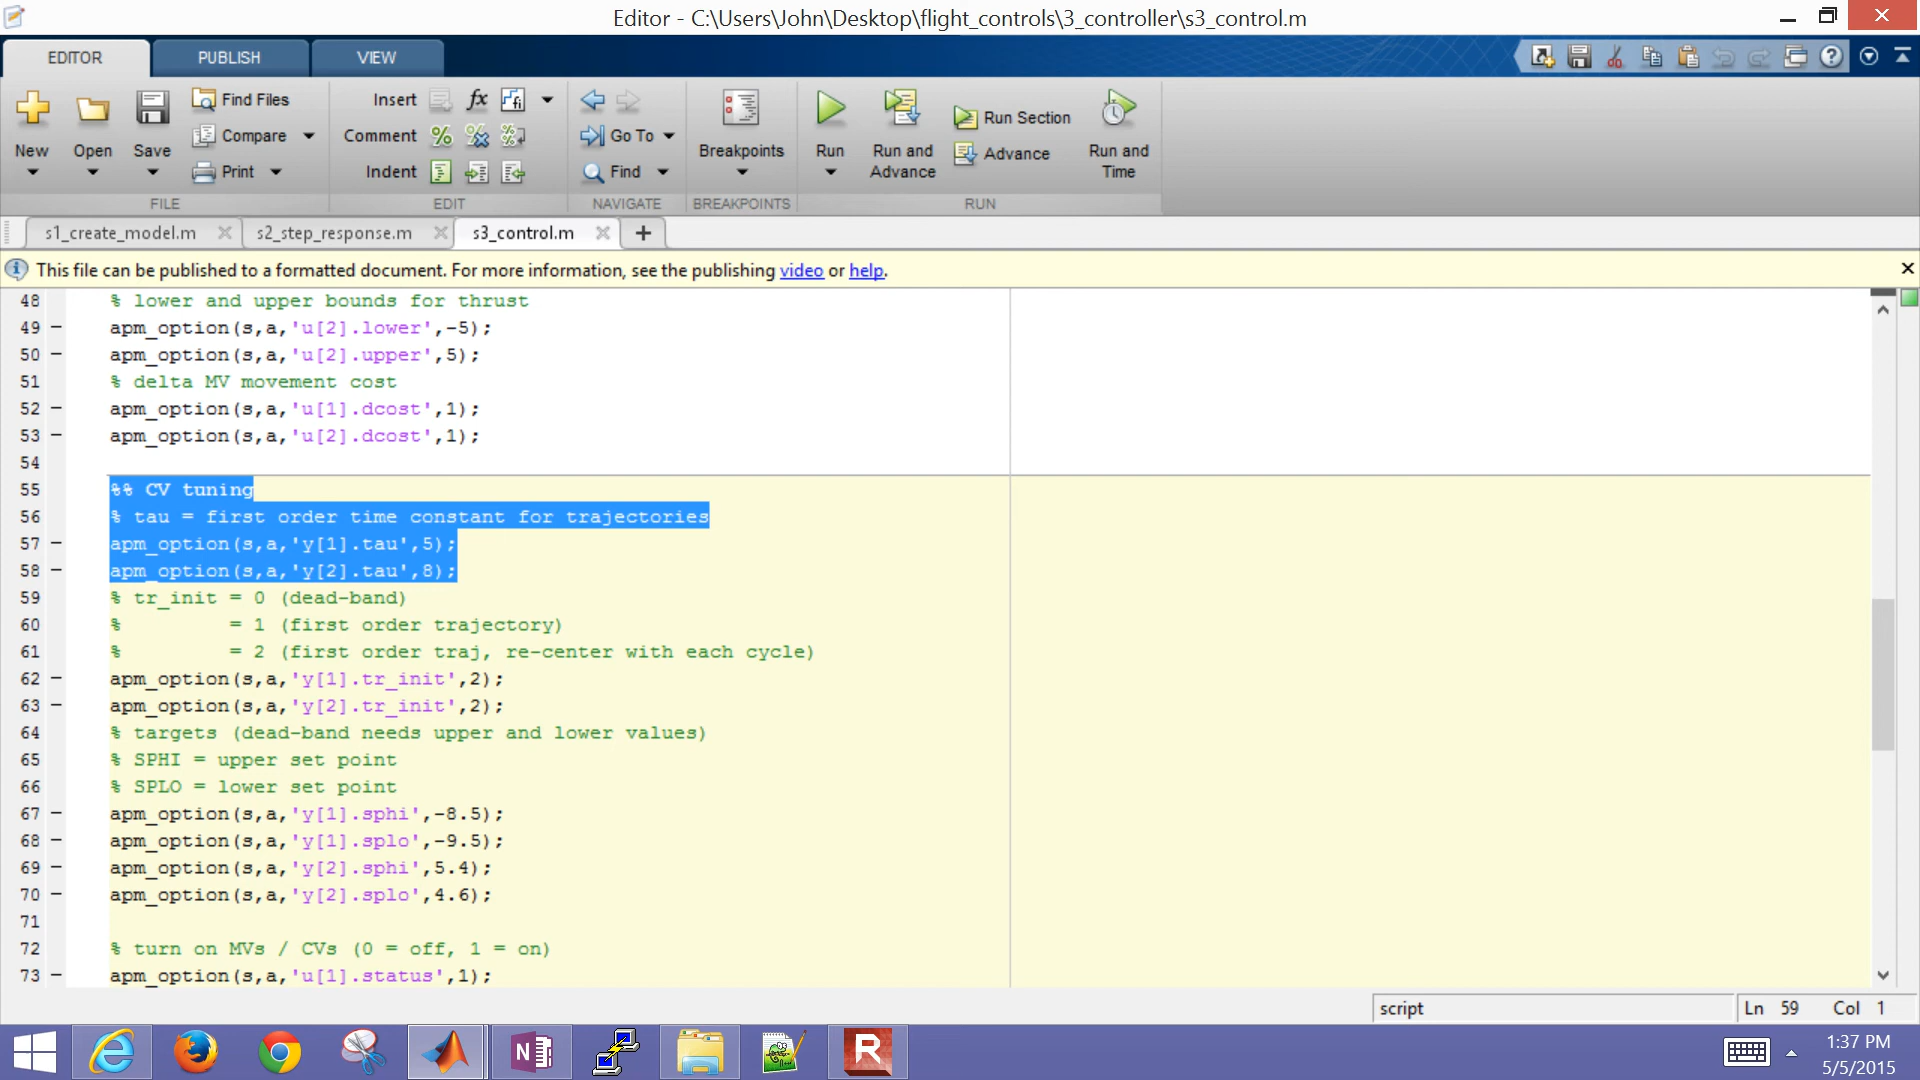 Editor - C:\Users\John\Desktop\flight_controls\3_controller\s3_control.m
EDITOR
PUBLISH
VIEW
New
Open
Save
Find Files
Compare
Print
FILE
Insert
fx
fi
Comment
Indent
EDIT
Go To
Find
NAVIGATE
Breakpoints
BREAKPOINTS
Run
Run and Advance
Run Section
Advance
Run and Time
RUN
s1_create_model.m
s2_step_response.m
s3_control.m
This file can be published to a formatted document. For more information, see the publishing video or help.
48 % lower and upper bounds for thrust
49 – apm_option(s,a,'u[2].lower',-5);
50 – apm_option(s,a,'u[2].upper',5);
51 % delta MV movement cost
52 – apm_option(s,a,'u[1].dcost',1);
53 – apm_option(s,a,'u[2].dcost',1);
54
55 %% CV tuning
56 % tau = first order time constant for trajectories
57 – apm_option(s,a,'y[1].tau',5);
58 – apm_option(s,a,'y[2].tau',8);
59 % tr_init = 0 (dead-band)
60 %         = 1 (first order trajectory)
61 %         = 2 (first order traj, re-center with each cycle)
62 – apm_option(s,a,'y[1].tr_init',2);
63 – apm_option(s,a,'y[2].tr_init',2);
64 % targets (dead-band needs upper and lower values)
65 % SPHI = upper set point
66 % SPLO = lower set point
67 – apm_option(s,a,'y[1].sphi',-8.5);
68 – apm_option(s,a,'y[1].splo',-9.5);
69 – apm_option(s,a,'y[2].sphi',5.4);
70 – apm_option(s,a,'y[2].splo',4.6);
71
72 % turn on MVs / CVs (0 = off, 1 = on)
73 – apm_option(s,a,'u[1].status',1);
script
Ln 59 Col 1
1:37 PM
5/5/2015